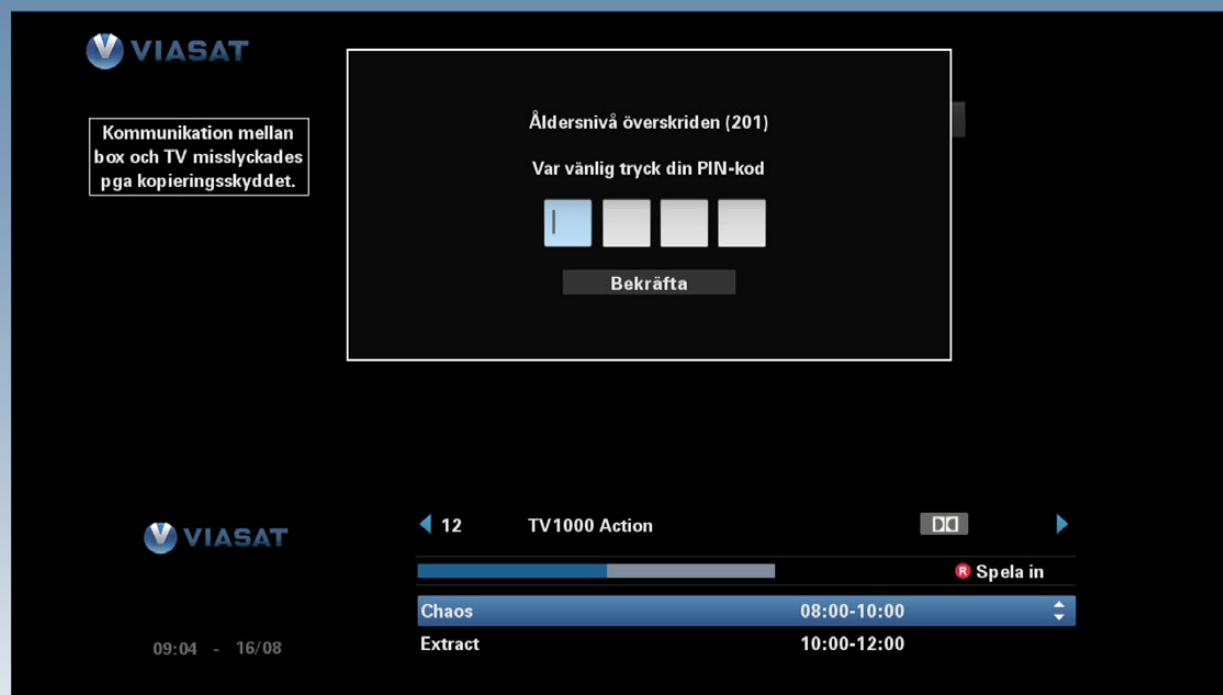 VIASAT
Kommunikation mellan
box och TV misslyckades
pga kopieringsskyddet.
Åldersnivå överskriden (201)
Var vänlig tryck din PIN-kod
Bekräfta
VIASAT
12 TV1000 Action
R Spela in
Chaos 08:00-10:00
Extract 10:00-12:00
09:04 - 16/08